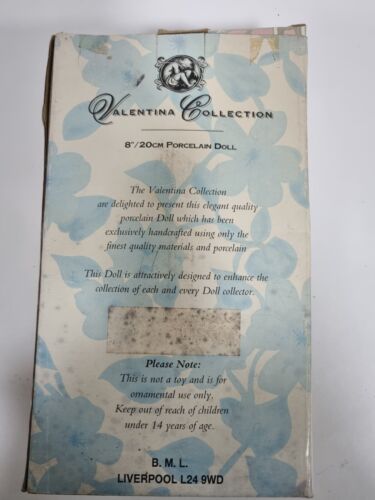 VALENTINA COLLECTION
8"/20CM PORCELAIN DOLL
The Valentina Collection
are delighted to present this elegant quality
porcelain Doll which has been
exclusively handcrafted using only the
finest quality materials and porcelain
This Doll is attractively designed to enhance the
collection of each and every Doll collector.
Please Note:
This is not a toy and is for
ornamental use only.
Keep out of reach of children
under 14 years of age.
B. M. L.
LIVERPOOL L24 9WD